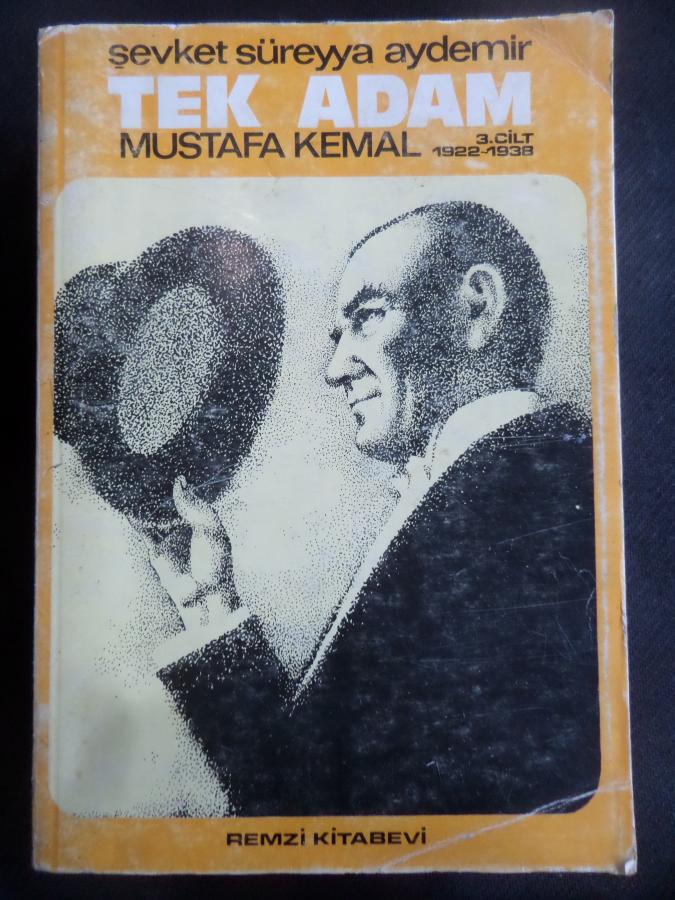 şevket süreyya aydemir
TEK ADAM
MUSTAFA KEMAL 3.CİLT
1922-1938
REMZİ KİTABEVİ